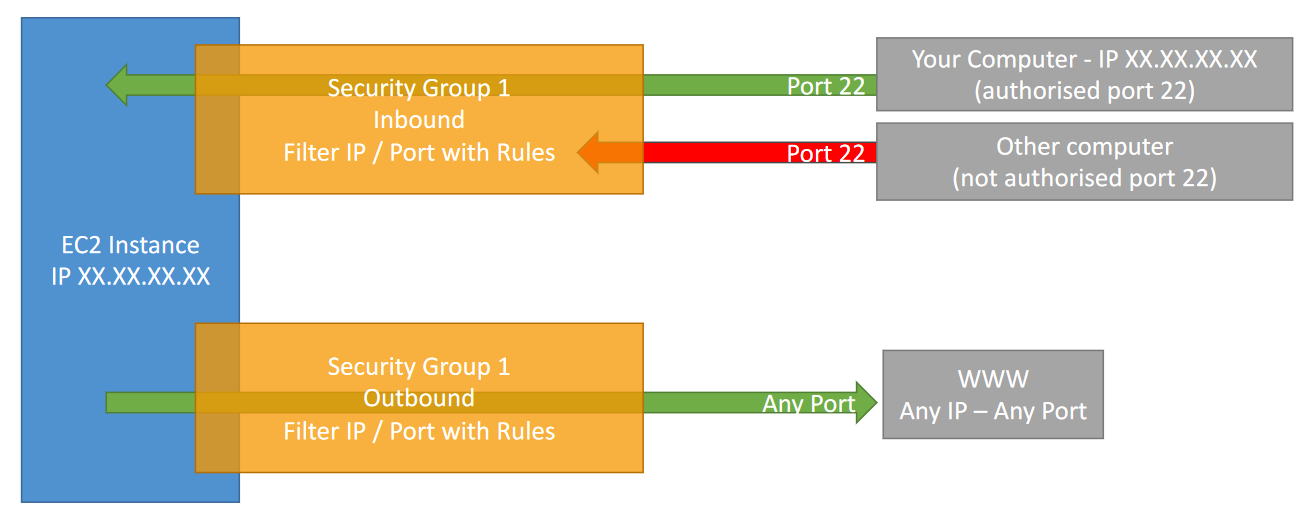 Your Computer - IP XX.XX.XX.XX
(authorised port 22)
Port 22
Security Group 1
Inbound
Filter IP / Port with Rules
Port 22
Other computer
(not authorised port 22)
EC2 Instance
IP XX.XX.XX.XX
Security Group 1
Outbound
Filter IP / Port with Rules
Any Port
WWW
Any IP – Any Port